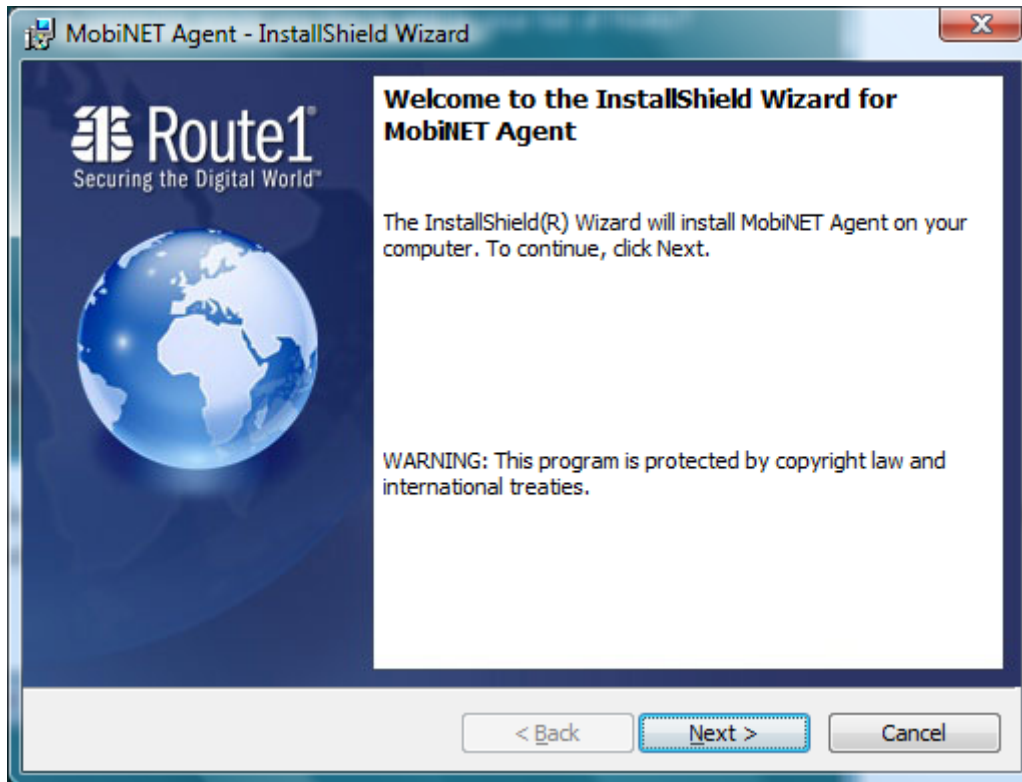 MobiNET Agent - InstallShield Wizard
Route1®
Securing the Digital World™
Welcome to the InstallShield Wizard for
MobiNET Agent
The InstallShield(R) Wizard will install MobiNET Agent on your
computer. To continue, click Next.
WARNING: This program is protected by copyright law and
international treaties.
< Back
Next >
Cancel